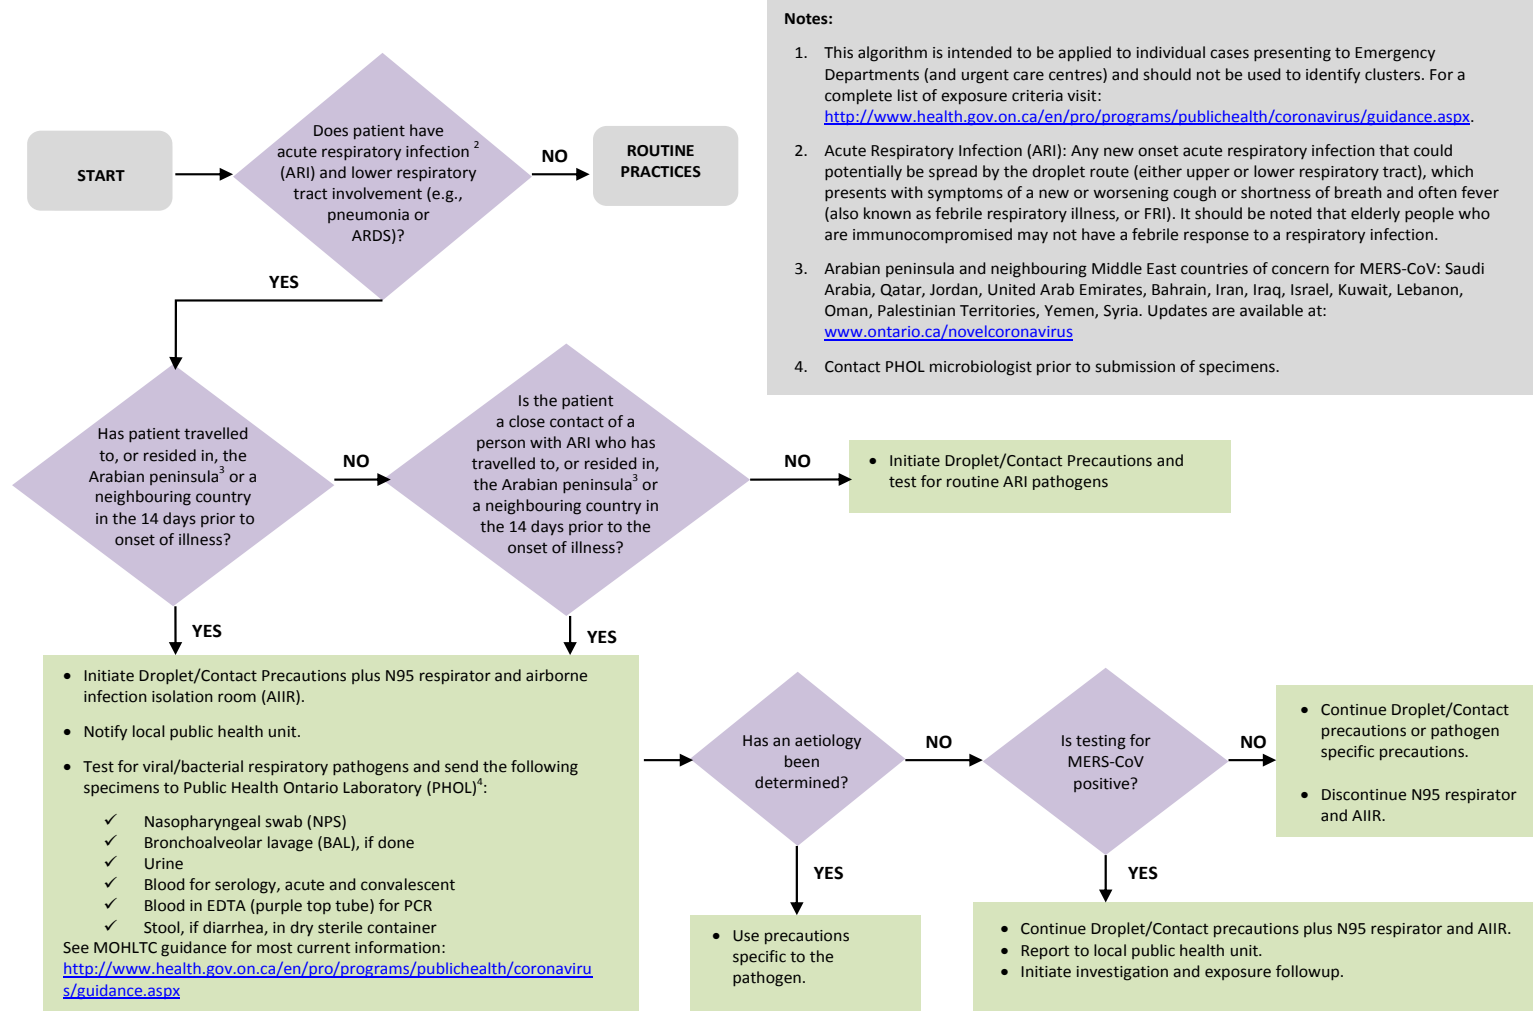 START
Does patient have
acute respiratory infection 2
(ARI) and lower respiratory
tract involvement (e.g.,
pneumonia or
ARDS)?
NO
ROUTINE
PRACTICES
YES
Notes:
1. This algorithm is intended to be applied to individual cases presenting to Emergency
Departments (and urgent care centres) and should not be used to identify clusters. For a
complete list of exposure criteria visit:
http://www.health.gov.on.ca/en/pro/programs/publichealth/coronavirus/guidance.aspx.
2. Acute Respiratory Infection (ARI): Any new onset acute respiratory infection that could
potentially be spread by the droplet route (either upper or lower respiratory tract), which
presents with symptoms of a new or worsening cough or shortness of breath and often fever
(also known as febrile respiratory illness, or FRI). It should be noted that elderly people who
are immunocompromised may not have a febrile response to a respiratory infection.
3. Arabian peninsula and neighbouring Middle East countries of concern for MERS-CoV: Saudi
Arabia, Qatar, Jordan, United Arab Emirates, Bahrain, Iran, Iraq, Israel, Kuwait, Lebanon,
Oman, Palestinian Territories, Yemen, Syria. Updates are available at:
www.ontario.ca/novelcoronavirus
4. Contact PHOL microbiologist prior to submission of specimens.
Has patient travelled
to, or resided in, the
Arabian peninsula3 or a
neighbouring country
in the 14 days prior to
onset of illness?
NO
Is the patient
a close contact of a
person with ARI who has
travelled to, or resided in,
the Arabian peninsula3 or
a neighbouring country in
the 14 days prior to the
onset of illness?
NO
• Initiate Droplet/Contact Precautions and
test for routine ARI pathogens
YES
YES
• Initiate Droplet/Contact Precautions plus N95 respirator and airborne
infection isolation room (AIIR).
• Notify local public health unit.
• Test for viral/bacterial respiratory pathogens and send the following
specimens to Public Health Ontario Laboratory (PHOL)4:
✓ Nasopharyngeal swab (NPS)
✓ Bronchoalveolar lavage (BAL), if done
✓ Urine
✓ Blood for serology, acute and convalescent
✓ Blood in EDTA (purple top tube) for PCR
✓ Stool, if diarrhea, in dry sterile container
See MOHLTC guidance for most current information:
http://www.health.gov.on.ca/en/pro/programs/publichealth/coronaviru
s/guidance.aspx
Has an aetiology
been
determined?
NO
Is testing for
MERS-CoV
positive?
NO
• Continue Droplet/Contact
precautions or pathogen
specific precautions.
• Discontinue N95 respirator
and AIIR.
YES
YES
• Use precautions
specific to the
pathogen.
• Continue Droplet/Contact precautions plus N95 respirator and AIIR.
• Report to local public health unit.
• Initiate investigation and exposure followup.